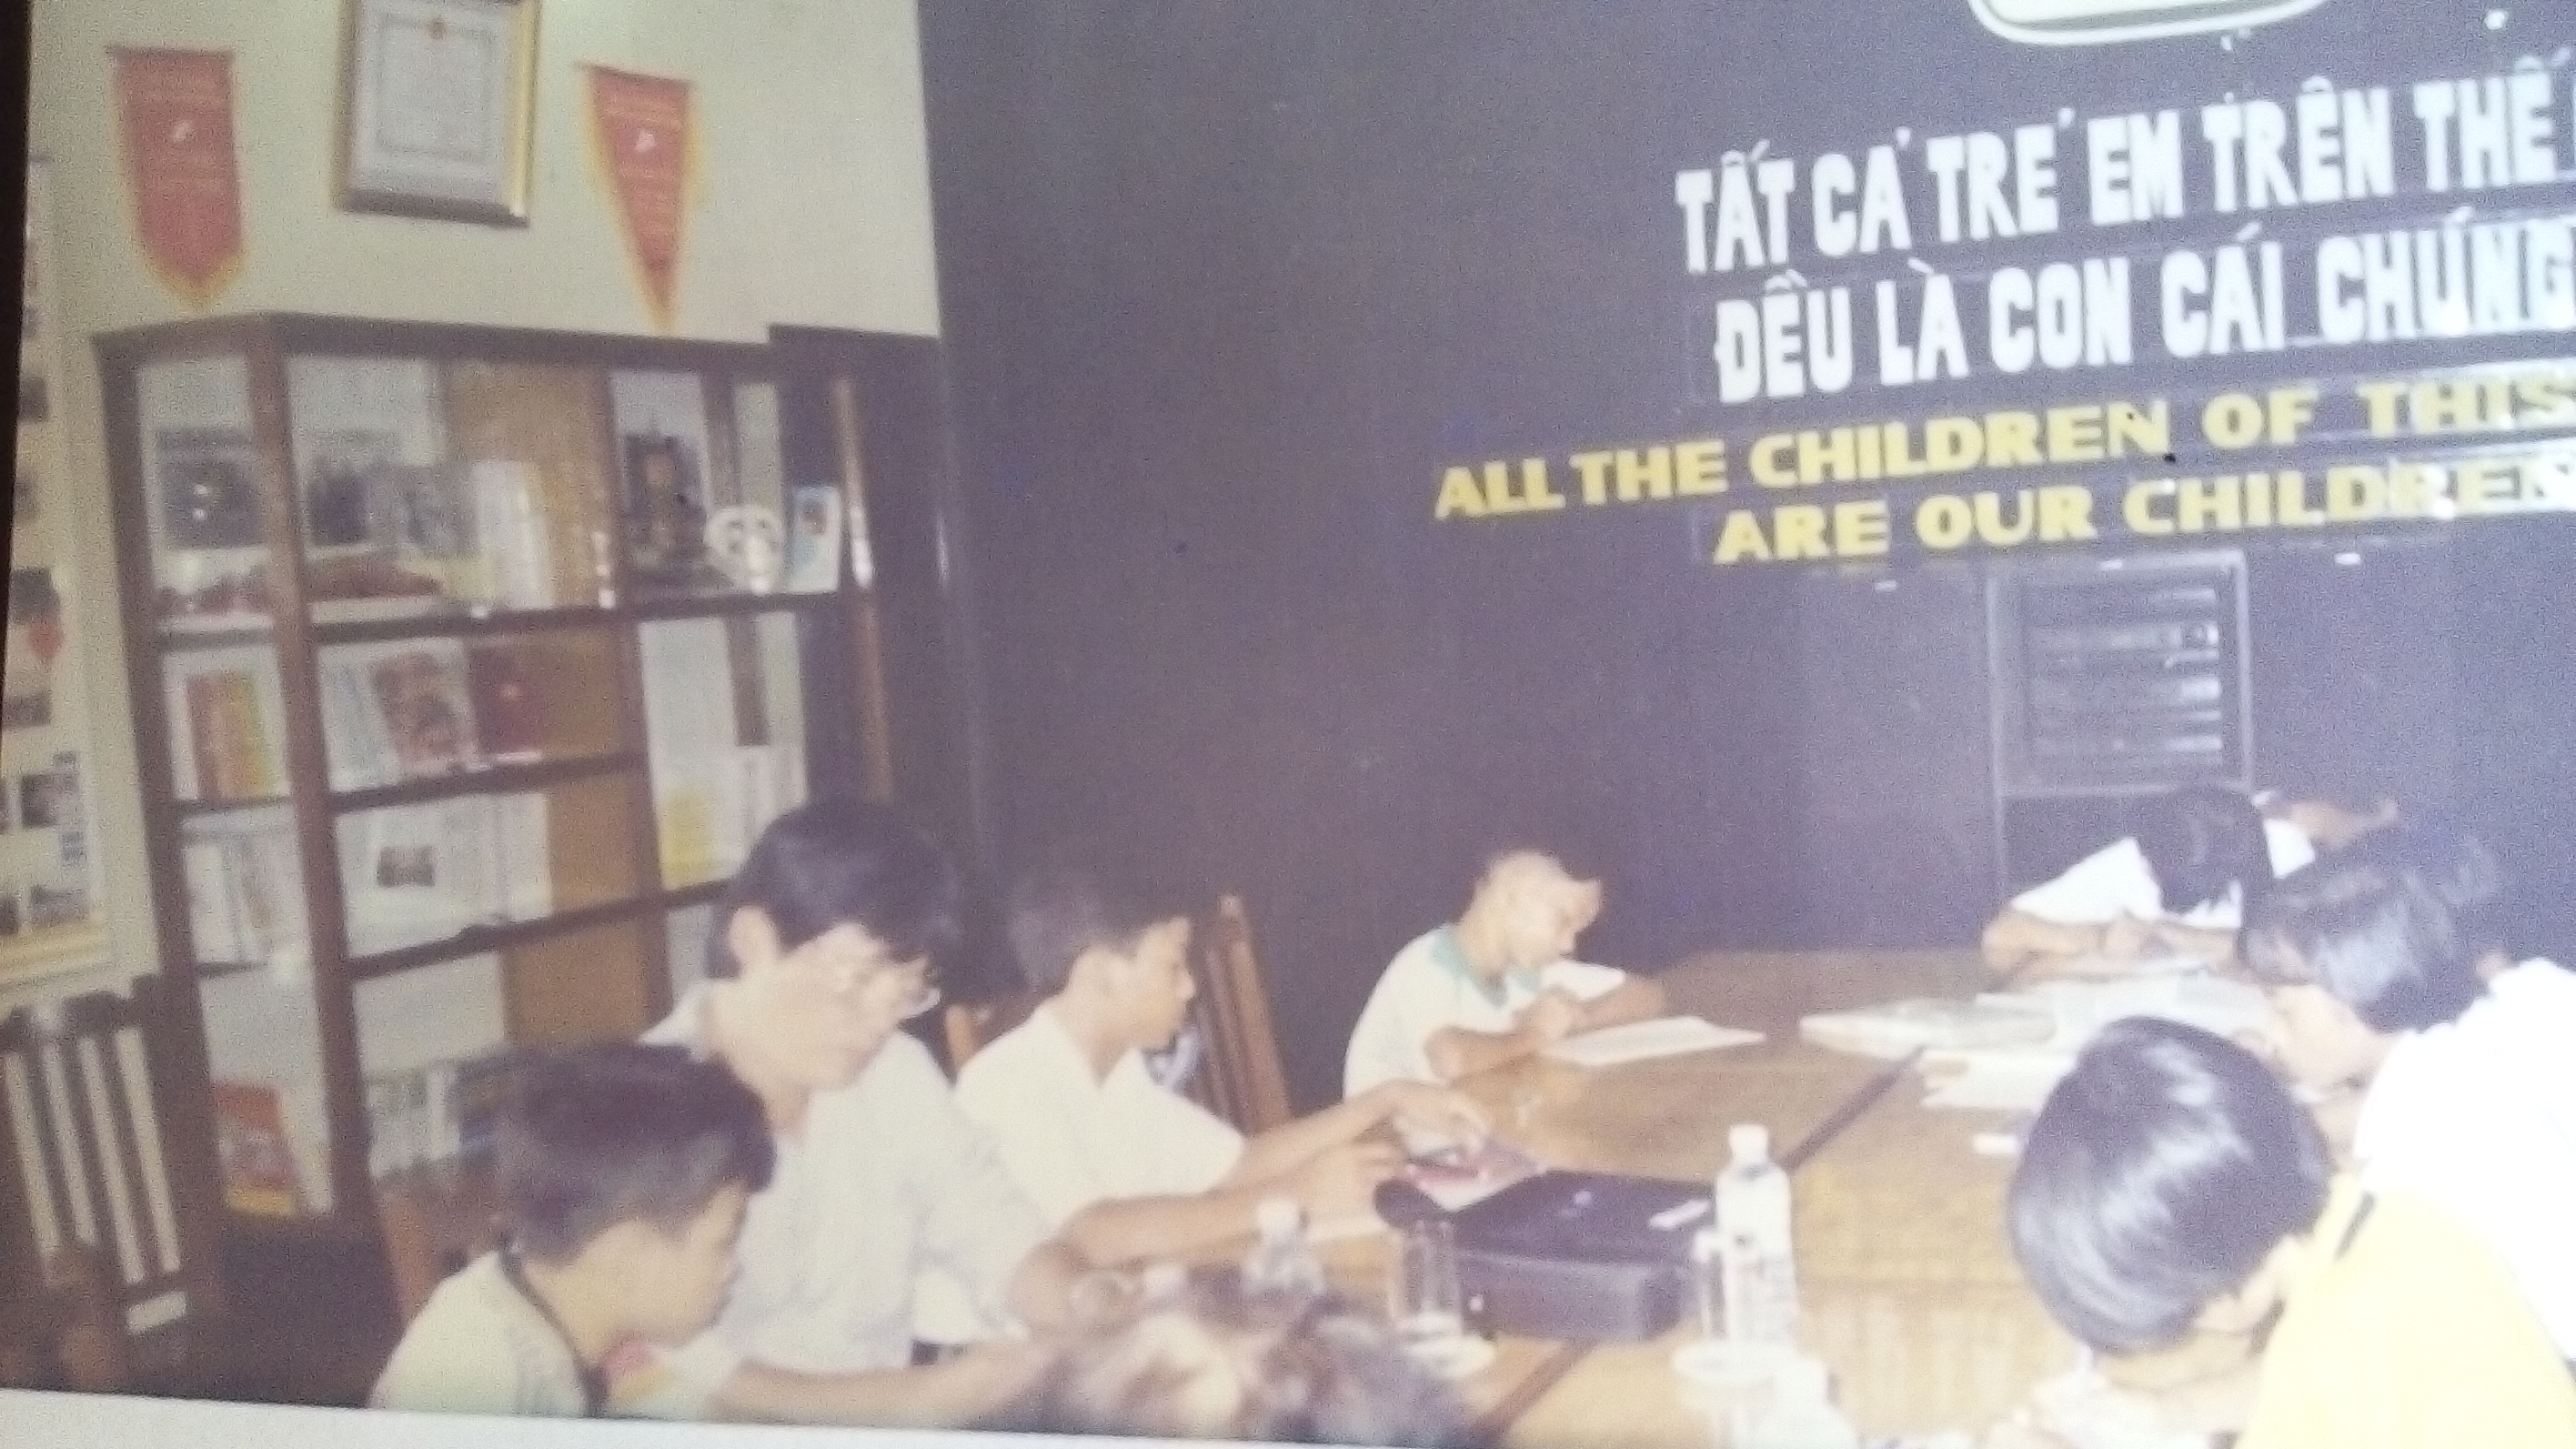 TẤT CẢ TRẺ EM TRÊN THẾ
ĐỀU LÀ CON CÁI CHÚNG
ALL THE CHILDREN OF THIS
ARE OUR CHILDREN